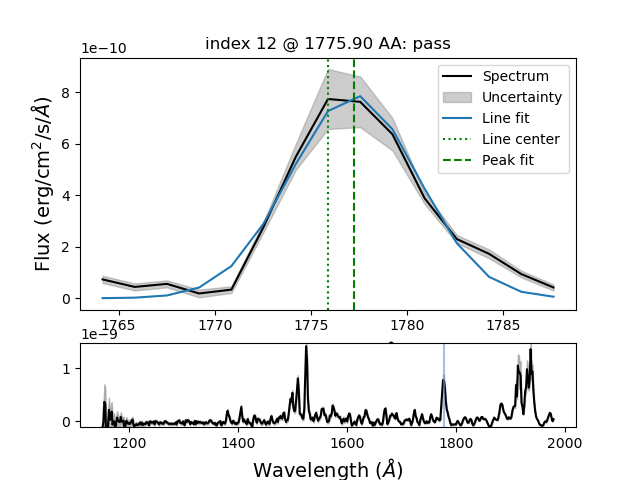 index 12 @ 1775.90 AA: pass
1e−10
Flux (erg/cm²/s/Å)
8
6
4
2
0
Spectrum
Uncertainty
Line fit
Line center
Peak fit
1765 1770 1775 1780 1785
1e−9
1
0
1200 1400 1600 1800 2000
Wavelength (Å)